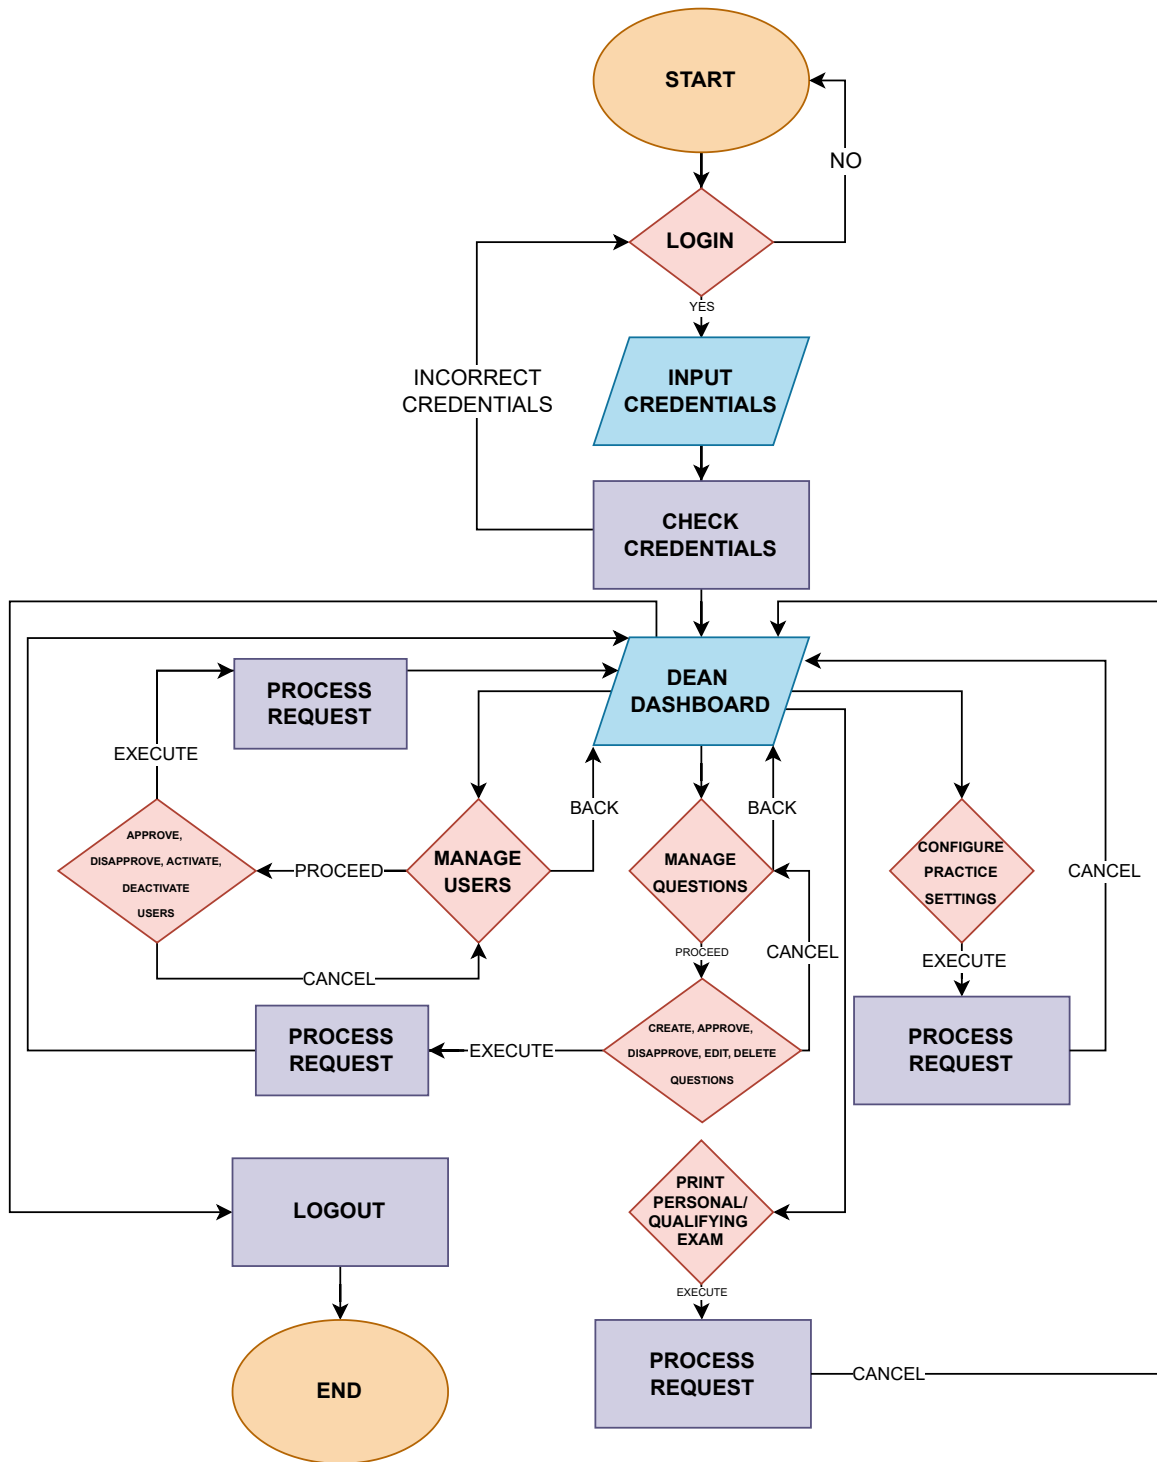 START
NO
LOGIN
YES
INPUT
CREDENTIALS
INCORRECT
CREDENTIALS
CHECK
CREDENTIALS
DEAN
DASHBOARD
PROCESS
REQUEST
EXECUTE
BACK
BACK
APPROVE,
DISAPPROVE, ACTIVATE,
DEACTIVATE
USERS
PROCEED
MANAGE
USERS
MANAGE
QUESTIONS
CONFIGURE
PRACTICE
SETTINGS
CANCEL
PROCEED
CANCEL
EXECUTE
CANCEL
PROCESS
REQUEST
EXECUTE
CREATE, APPROVE,
DISAPPROVE, EDIT, DELETE
QUESTIONS
PROCESS
REQUEST
LOGOUT
PRINT
PERSONAL/
QUALIFYING
EXAM
EXECUTE
END
PROCESS
REQUEST
CANCEL